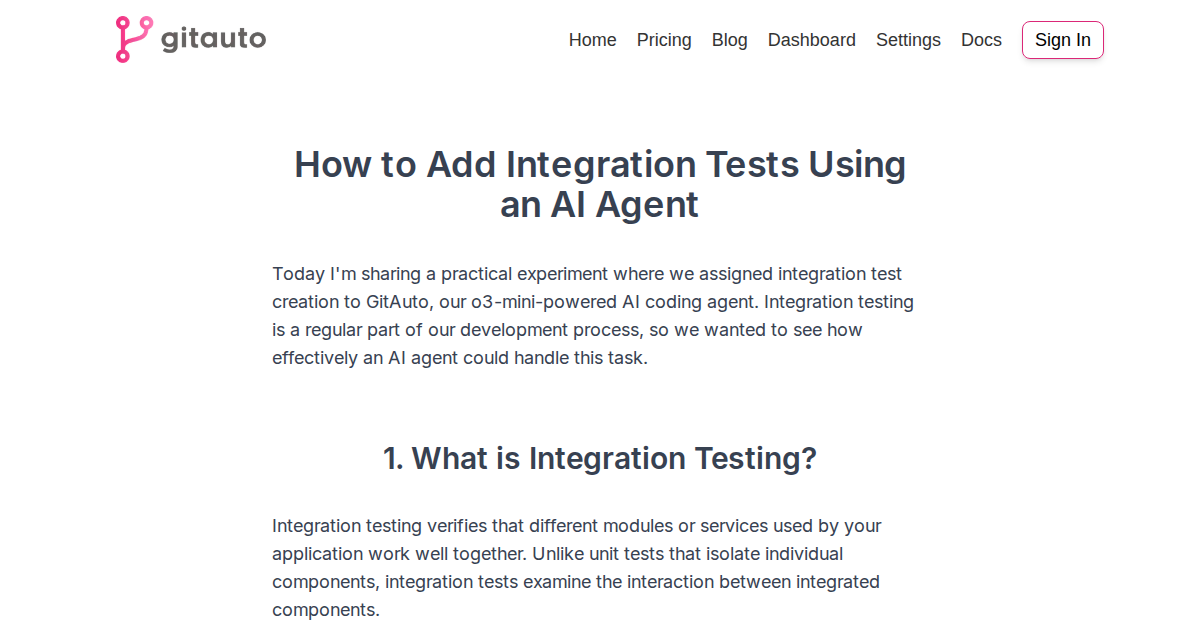 gitauto
Home Pricing Blog Dashboard Settings Docs Sign In
How to Add Integration Tests Using
an AI Agent
Today I'm sharing a practical experiment where we assigned integration test
creation to GitAuto, our o3-mini-powered AI coding agent. Integration testing
is a regular part of our development process, so we wanted to see how
effectively an AI agent could handle this task.
1. What is Integration Testing?
Integration testing verifies that different modules or services used by your
application work well together. Unlike unit tests that isolate individual
components, integration tests examine the interaction between integrated
components.